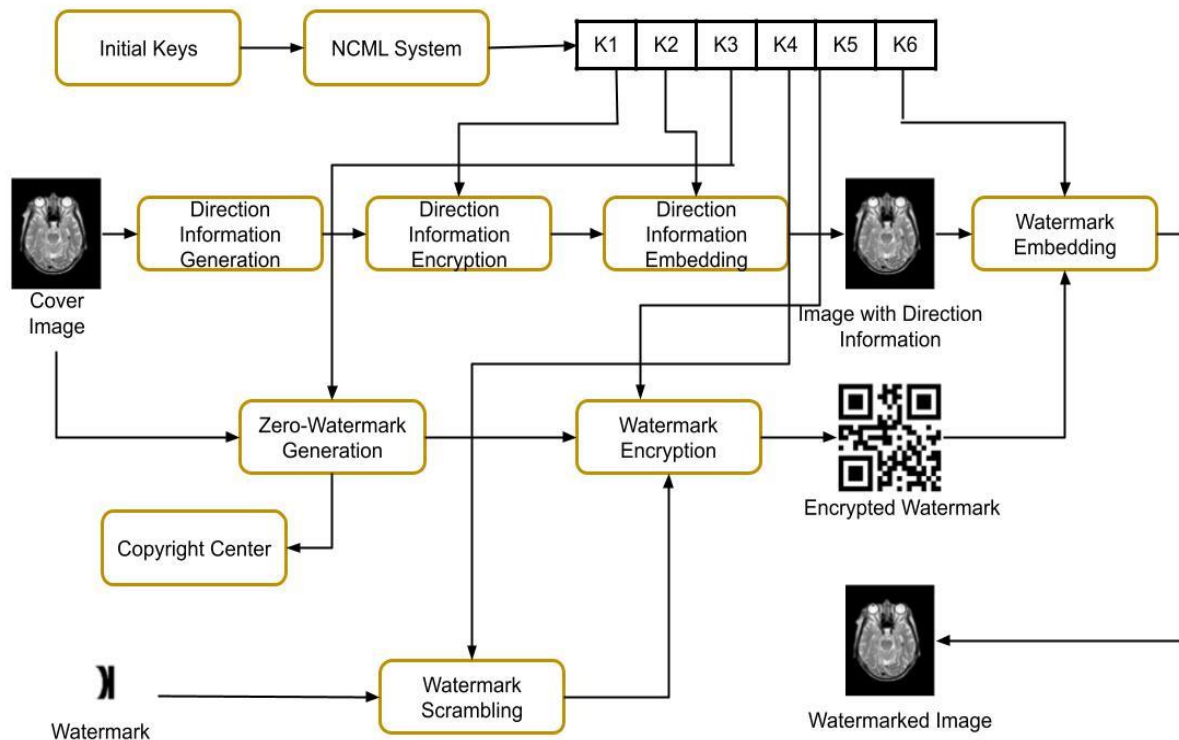 Initial Keys
NCML System
K1 K2 K3 K4 K5 K6
Direction
Information
Generation
Direction
Information
Encryption
Direction
Information
Embedding
Watermark
Embedding
Cover
Image
Image with Direction
Information
Zero-Watermark
Generation
Watermark
Encryption
Encrypted Watermark
Copyright Center
Watermark
Scrambling
Watermark
Watermarked Image